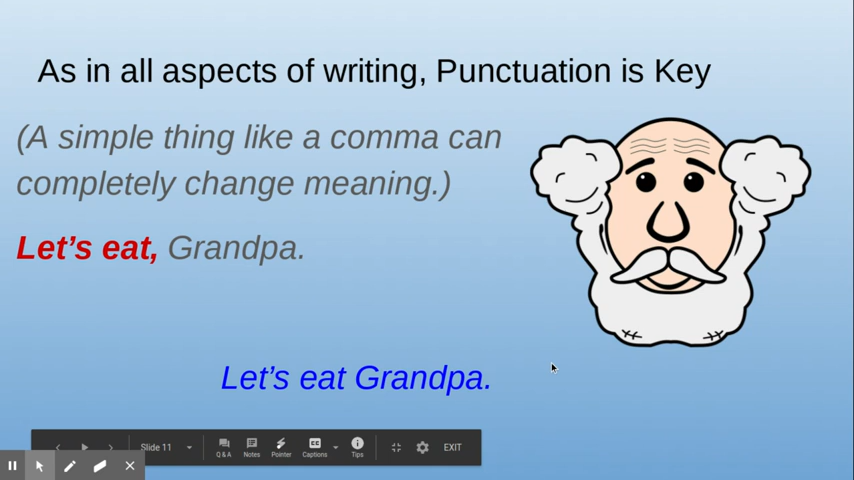 As in all aspects of writing, Punctuation is Key
(A simple thing like a comma can
completely change meaning.)
Let's eat, Grandpa.
Let's eat Grandpa.
Slide 11
Q & A
Notes
Pointer
CC
Captions
Tips
EXIT